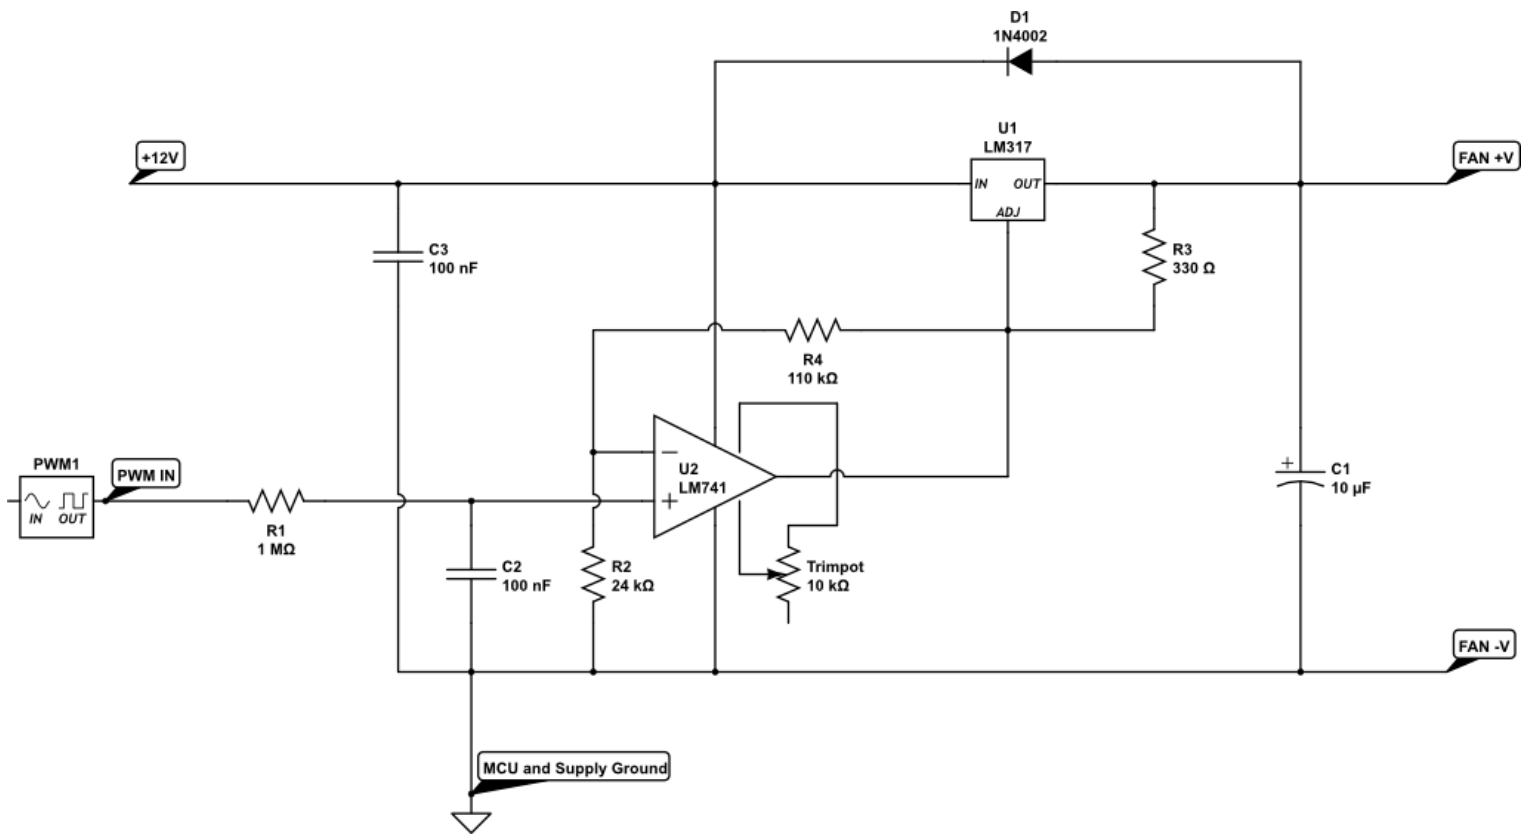 D1
1N4002
U1
LM317
+12V
FAN +V
IN OUT
ADJ
C3
100 nF
R3
330 Ω
R4
110 kΩ
PWM1
PWM IN
U2
LM741
−
+
+
C1
10 µF
IN OUT
R1
1 MΩ
C2
100 nF
R2
24 kΩ
Trimpot
10 kΩ
FAN -V
MCU and Supply Ground